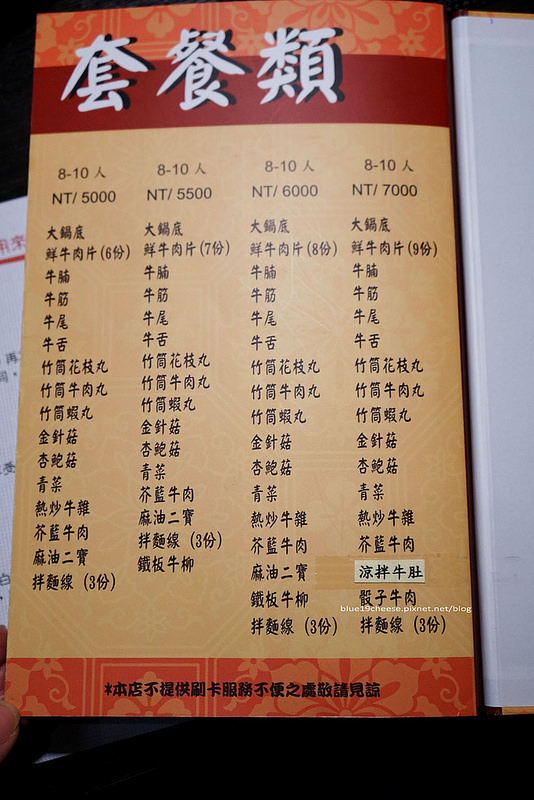 套餐類
8-10 人
NT/ 5000
大鍋底
鮮牛肉片(6份)
牛腩
牛筋
牛尾
牛舌
竹筒花枝丸
竹筒牛肉丸
竹筒蝦丸
金針菇
杏鮑菇
青菜
熱炒牛雜
芥藍牛肉
麻油二寶
拌麵線 (3份)
8-10 人
NT/ 5500
大鍋底
鮮牛肉片(7份)
牛腩
牛筋
牛尾
牛舌
竹筒花枝丸
竹筒牛肉丸
竹筒蝦丸
金針菇
杏鮑菇
青菜
芥藍牛肉
麻油二寶
拌麵線 (3份)
鐵板牛柳
8-10 人
NT/ 6000
大鍋底
鮮牛肉片(8份)
牛腩
牛筋
牛尾
牛舌
竹筒花枝丸
竹筒牛肉丸
竹筒蝦丸
金針菇
杏鮑菇
青菜
熱炒牛雜
芥藍牛肉
麻油二寶
鐵板牛柳
拌麵線 (3份)
8-10 人
NT/ 7000
大鍋底
鮮牛肉片(9份)
牛腩
牛筋
牛尾
牛舌
竹筒花枝丸
竹筒牛肉丸
竹筒蝦丸
金針菇
杏鮑菇
青菜
熱炒牛雜
芥藍牛肉
涼拌牛肚
骰子牛肉
拌麵線 (3份)
blue19cheese.pixnet.net/blog
*本店不提供刷卡服務不便之處敬請見諒
用來
再
同，
受
白